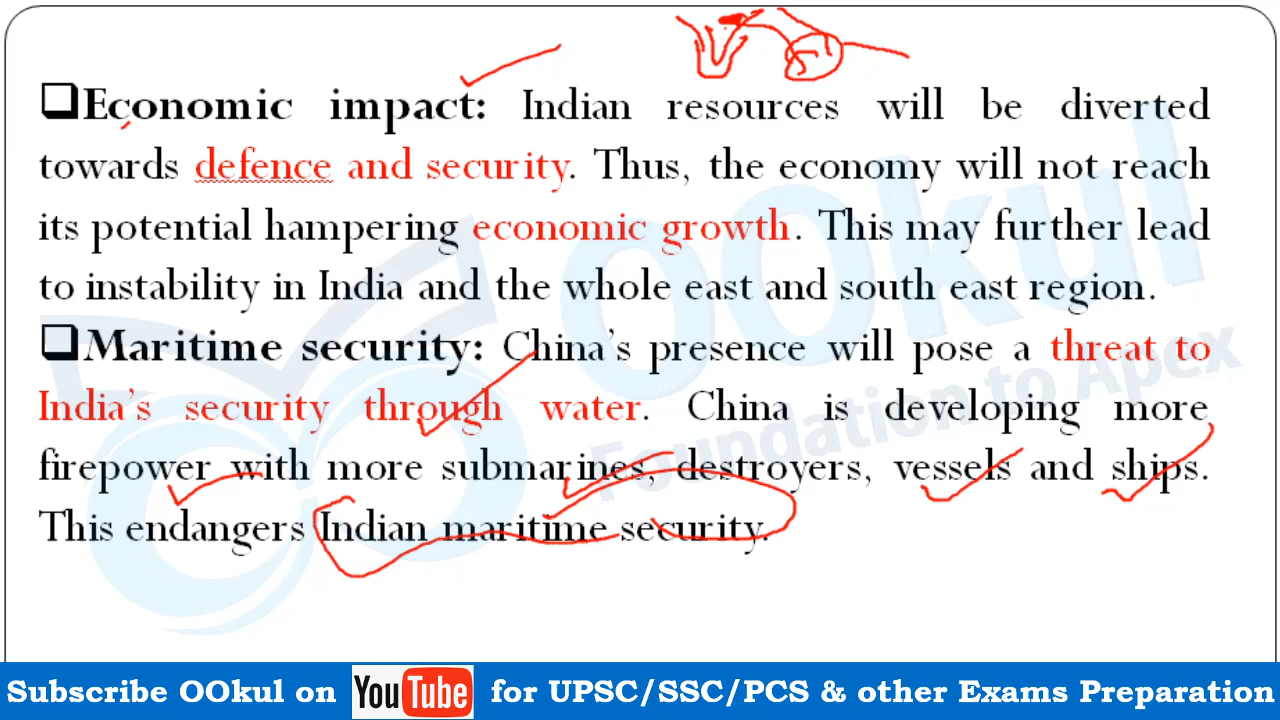 ❑Economic impact: Indian resources will be diverted
towards defence and security. Thus, the economy will not reach
its potential hampering economic growth. This may further lead
to instability in India and the whole east and south east region.
❑Maritime security: China's presence will pose a threat to
India's security through water. China is developing more
firepower with more submarines, destroyers, vessels and ships.
This endangers Indian maritime security.
OOkul
Foundation to Apex
Subscribe OOkul on YouTube for UPSC/SSC/PCS & other Exams Preparation